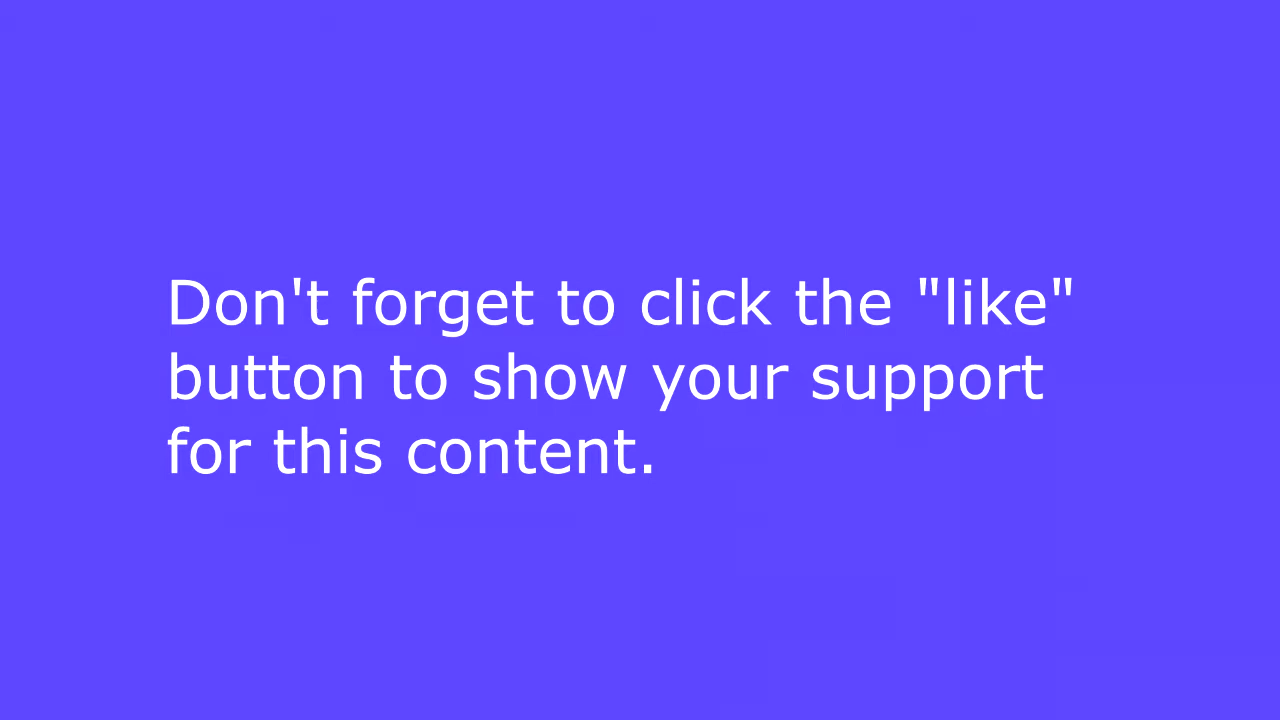 Don't forget to click the "like"
button to show your support
for this content.